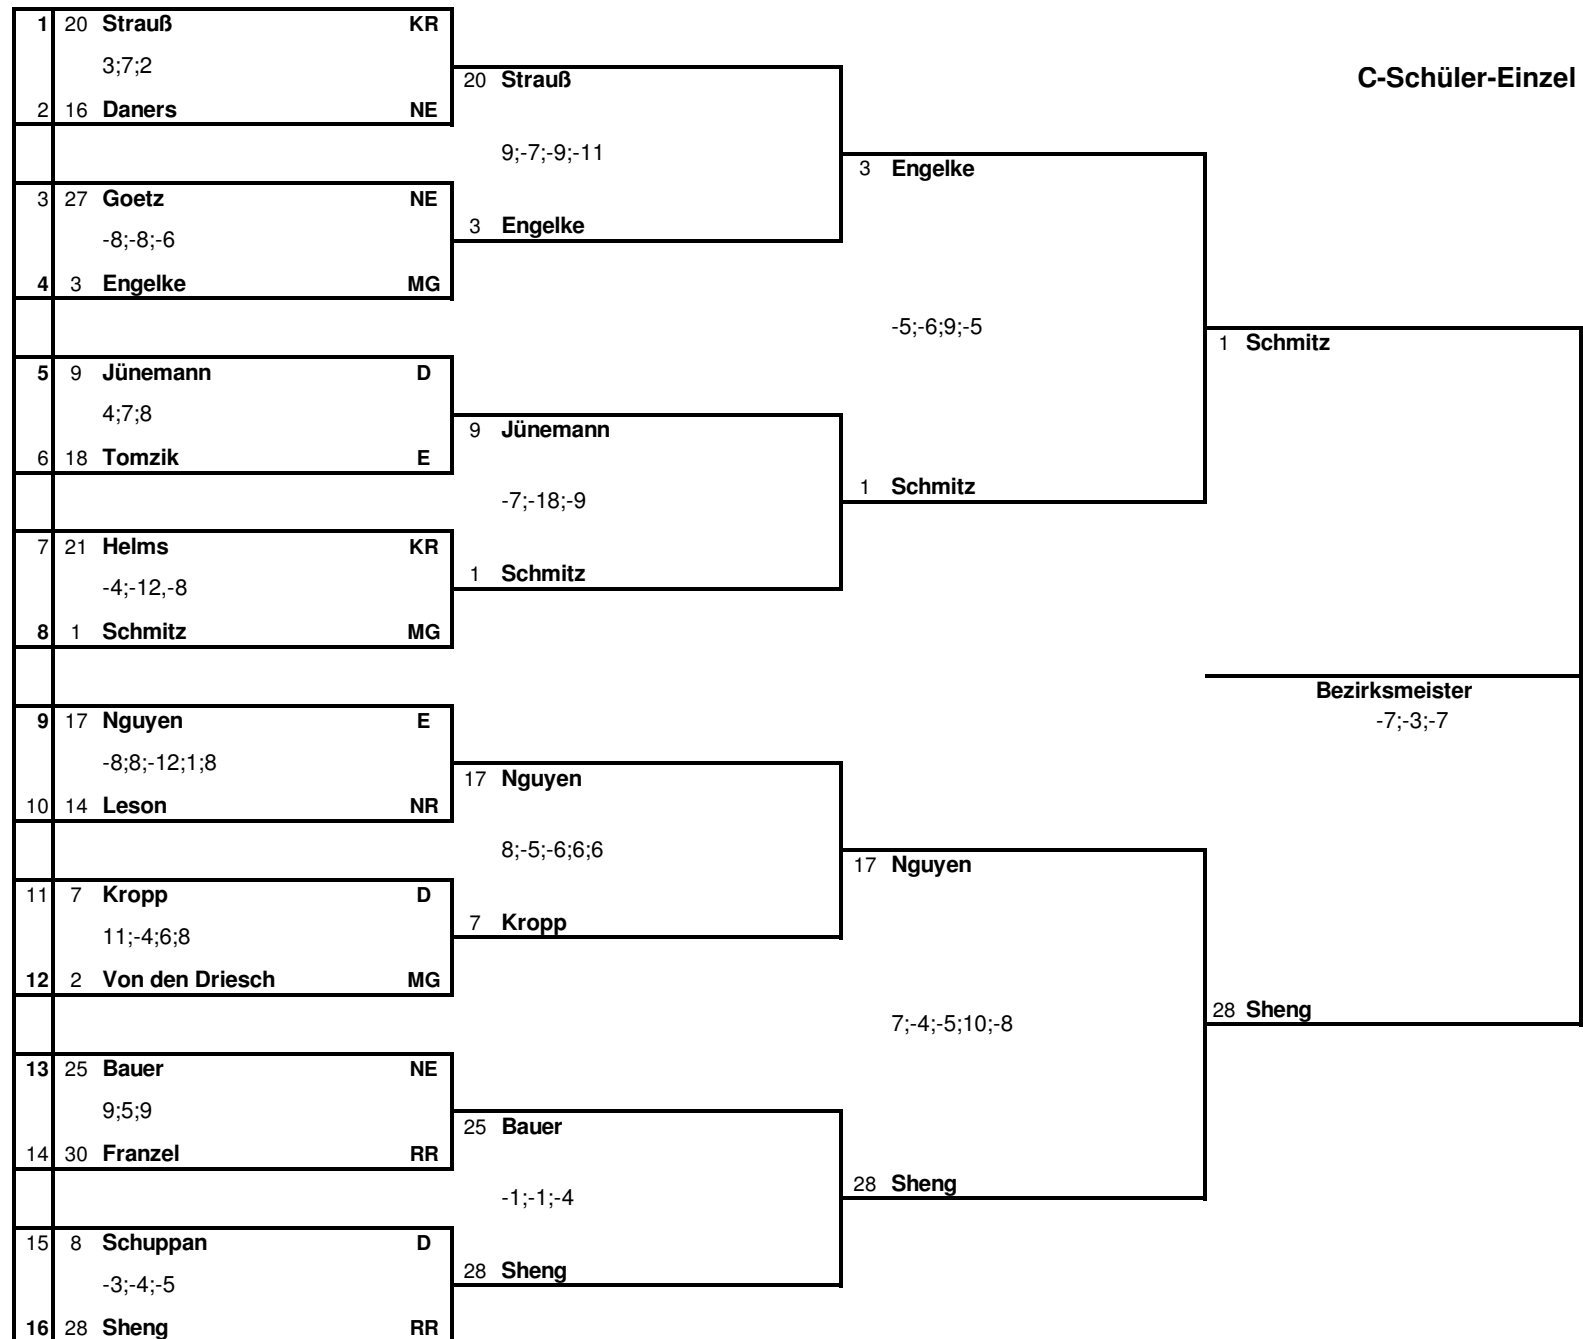 C-Schüler-Einzel
1 20 Strauß KR
3;7;2
2 16 Daners NE
3 27 Goetz NE
-8;-8;-6
4 3 Engelke MG
5 9 Jünemann D
4;7;8
6 18 Tomzik E
7 21 Helms KR
-4;-12,-8
8 1 Schmitz MG
9 17 Nguyen E
-8;8;-12;1;8
10 14 Leson NR
11 7 Kropp D
11;-4;6;8
12 2 Von den Driesch MG
13 25 Bauer NE
9;5;9
14 30 Franzel RR
15 8 Schuppan D
-3;-4;-5
16 28 Sheng RR
20 Strauß
9;-7;-9;-11
3 Engelke
9 Jünemann
-7;-18;-9
1 Schmitz
17 Nguyen
8;-5;-6;6;6
7 Kropp
25 Bauer
-1;-1;-4
28 Sheng
3 Engelke
-5;-6;9;-5
1 Schmitz
17 Nguyen
7;-4;-5;10;-8
28 Sheng
1 Schmitz
Bezirksmeister
-7;-3;-7
28 Sheng